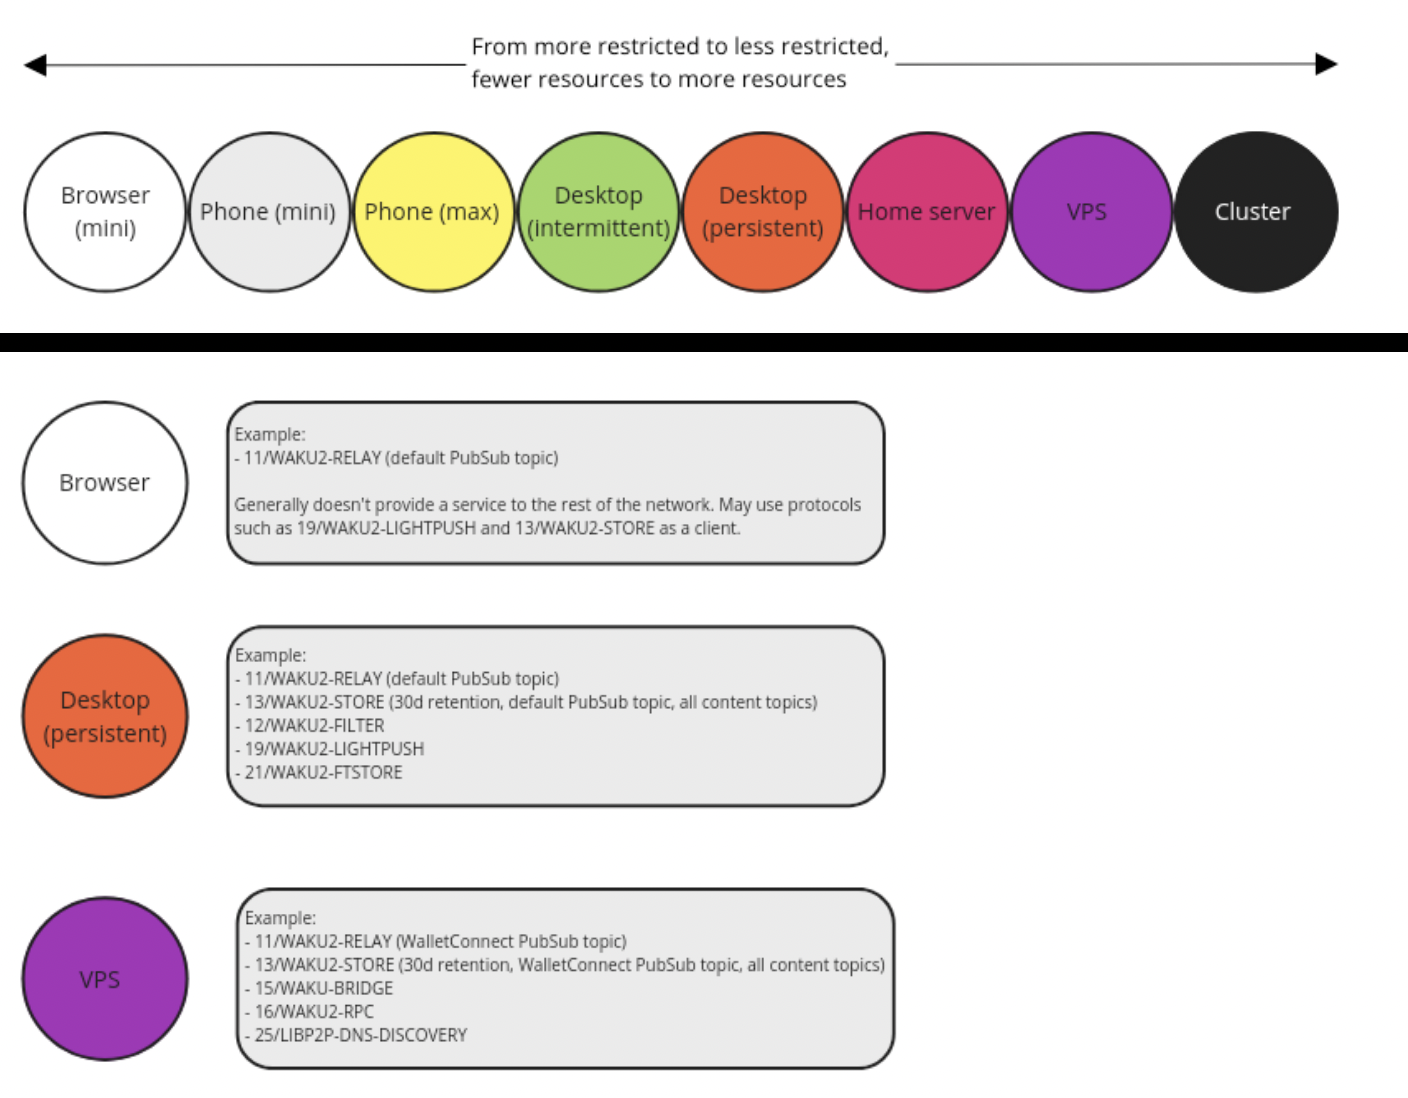 From more restricted to less restricted,
fewer resources to more resources
Browser
(mini)
Phone (mini)
Phone (max)
Desktop
(intermittent)
Desktop
(persistent)
Home server
VPS
Cluster
Browser
Example:
- 11/WAKU2-RELAY (default PubSub topic)
Generally doesn't provide a service to the rest of the network. May use protocols
such as 19/WAKU2-LIGHTPUSH and 13/WAKU2-STORE as a client.
Desktop
(persistent)
Example:
- 11/WAKU2-RELAY (default PubSub topic)
- 13/WAKU2-STORE (30d retention, default PubSub topic, all content topics)
- 12/WAKU2-FILTER
- 19/WAKU2-LIGHTPUSH
- 21/WAKU2-FTSTORE
VPS
Example:
- 11/WAKU2-RELAY (WalletConnect PubSub topic)
- 13/WAKU2-STORE (30d retention, WalletConnect PubSub topic, all content topics)
- 15/WAKU-BRIDGE
- 16/WAKU2-RPC
- 25/LIBP2P-DNS-DISCOVERY